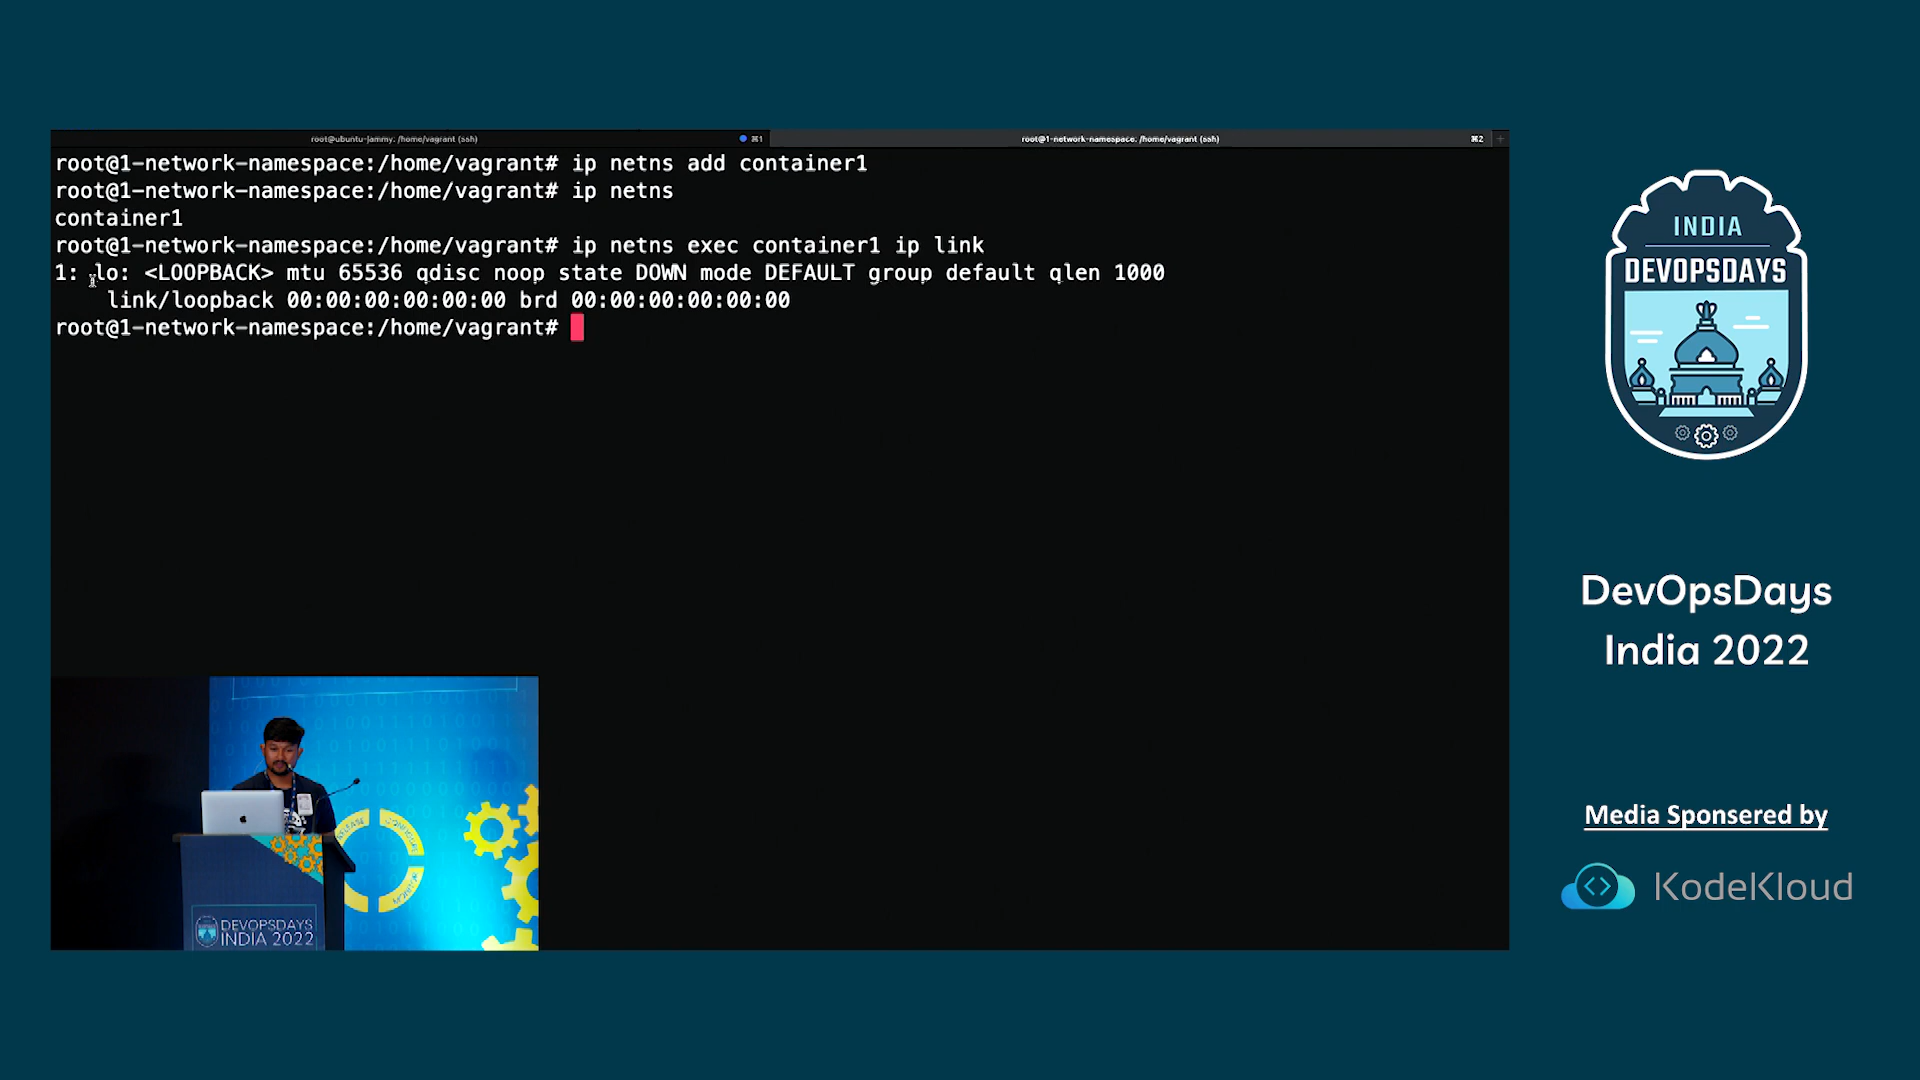 root@ubuntu-jammy: /home/vagrant (ssh)
⌘1
root@1-network-namespace: /home/vagrant (ssh)
⌘2
root@1-network-namespace:/home/vagrant# ip netns add container1
root@1-network-namespace:/home/vagrant# ip netns
container1
root@1-network-namespace:/home/vagrant# ip netns exec container1 ip link
1: lo: <LOOPBACK> mtu 65536 qdisc noop state DOWN mode DEFAULT group default qlen 1000
link/loopback 00:00:00:00:00:00 brd 00:00:00:00:00:00
root@1-network-namespace:/home/vagrant#
DEVOPSDAYS
INDIA 2022
INDIA
DEVOPSDAYS
DevOpsDays
India 2022
Media Sponsered by
KodeKloud